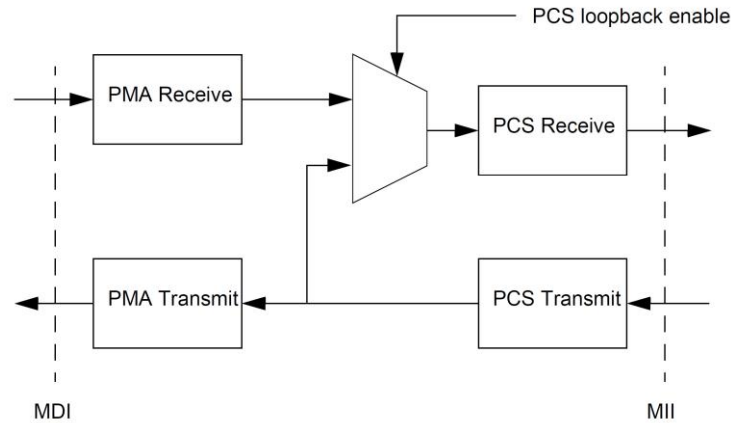 PCS loopback enable
PMA Receive
PCS Receive
PMA Transmit
PCS Transmit
MDI
MII